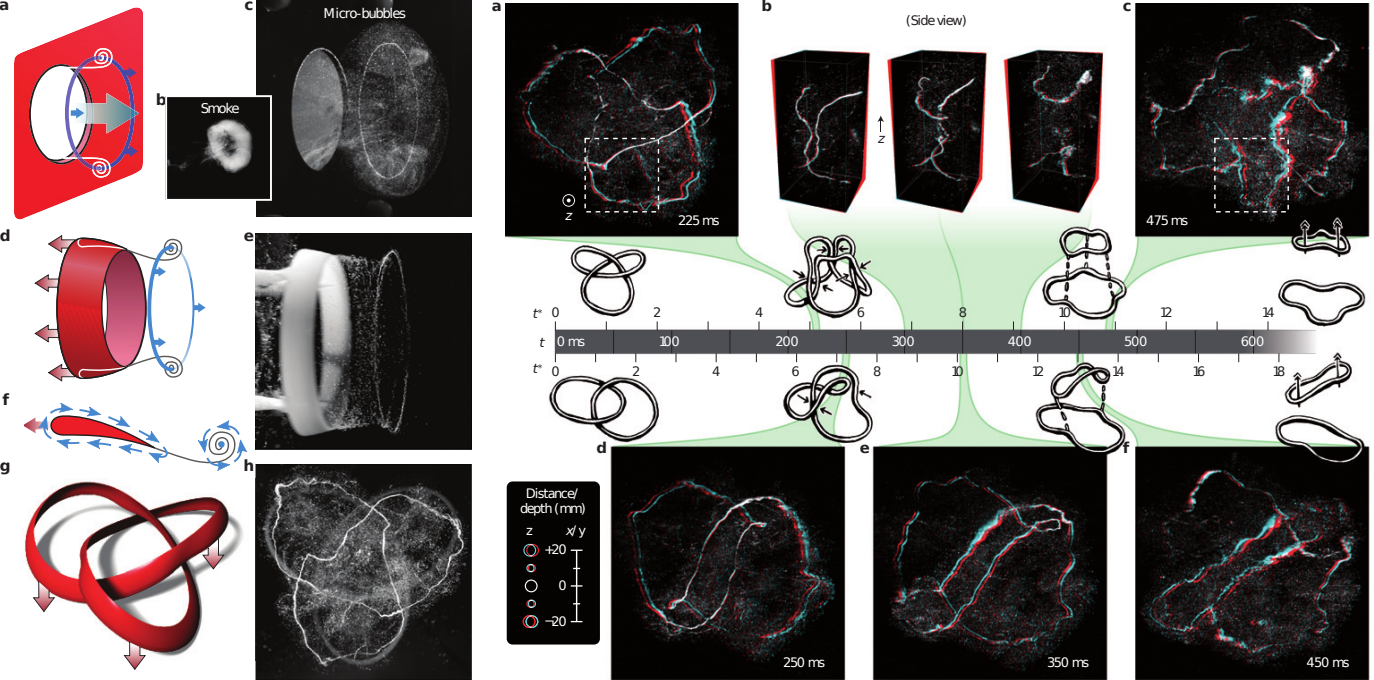 a
c
Micro-bubbles
b
Smoke
d
e
f
g
h
a
z
225 ms
b
(Side view)
z
c
475 ms
t* 0 2 4 6 8 10 12 14
t 0 ms 100 200 300 400 500 600
t* 0 2 4 6 8 10 12 14 16 18
Distance/
depth (mm)
z x/y
+20
0
−20
d
250 ms
e
350 ms
f
450 ms